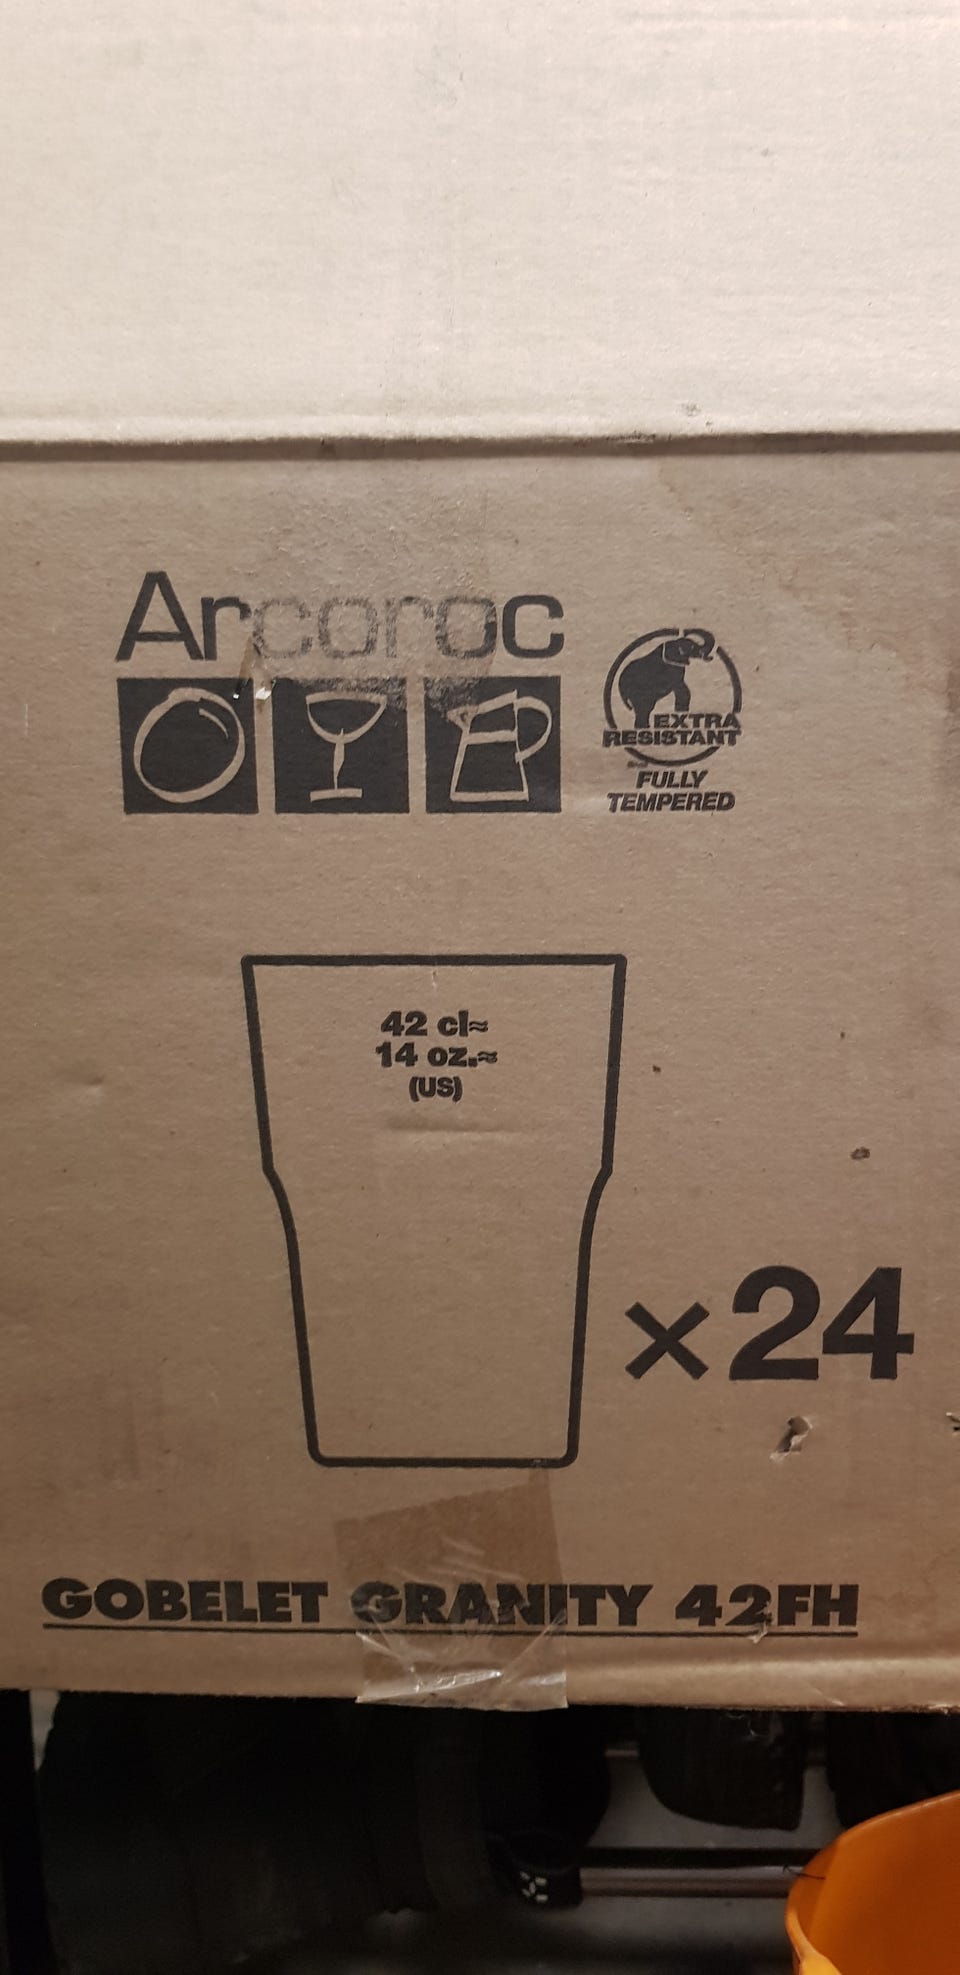 Arcoroc
EXTRA
RESISTANT
FULLY
TEMPERED
42 cl≈
14 oz.≈
(US)
×24
GOBELET GRANITY 42FH